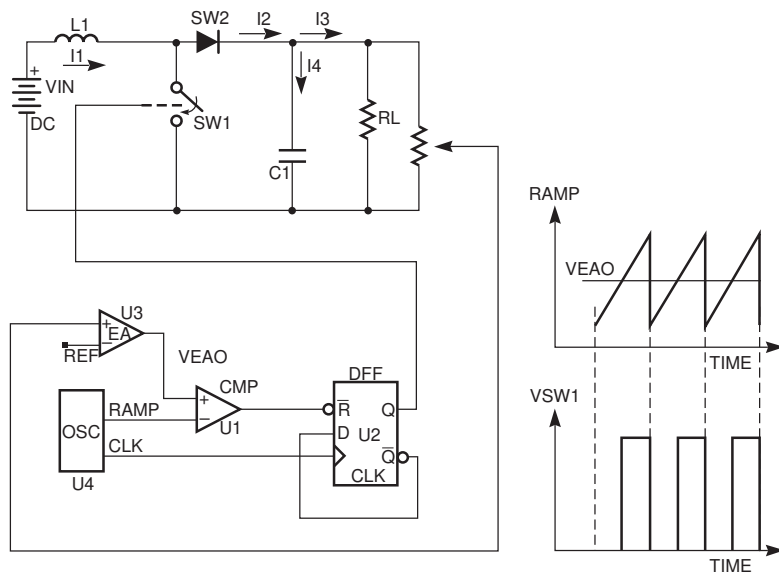 L1
SW2
I2
I3
I1
I4
+
VIN
DC
SW1
RL
C1
RAMP
VEAO
TIME
U3
+
EA
−
REF
VEAO
DFF
CMP
+
−
U1
RAMP
OSC
CLK
U4
R
Q
D
U2
Q
CLK
VSW1
TIME